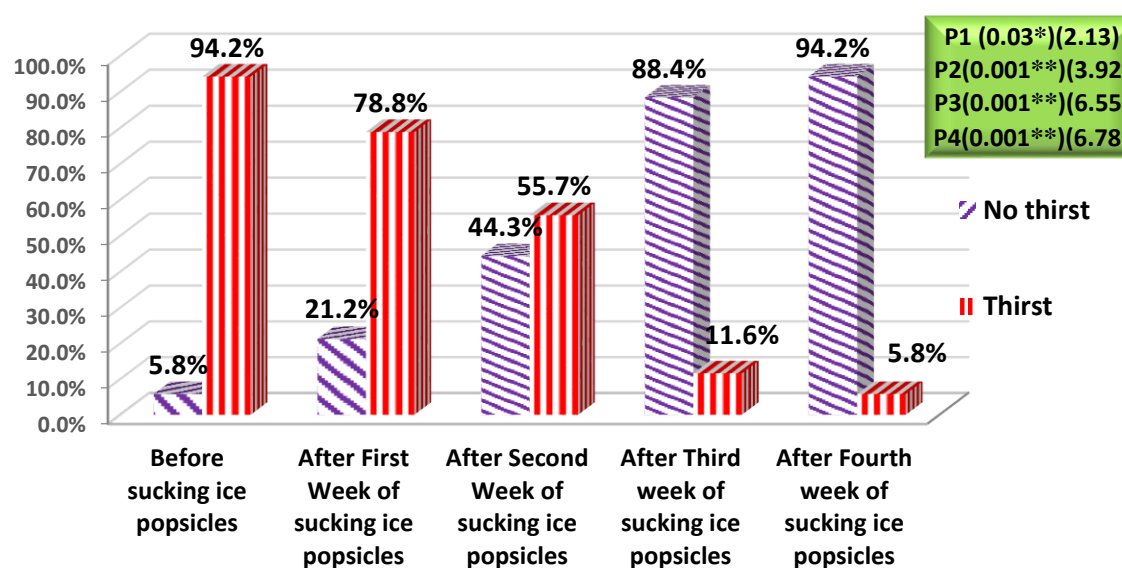 P1 (0.03*)(2.13)
P2(0.001**)(3.92
P3(0.001**)(6.55
P4(0.001**)(6.78
100.0%
90.0%
80.0%
70.0%
60.0%
50.0%
40.0%
30.0%
20.0%
10.0%
0.0%
5.8%
94.2%
21.2%
78.8%
44.3%
55.7%
88.4%
11.6%
94.2%
5.8%
No thirst
Thirst
Before
sucking ice
popsicles
After First
Week of
sucking ice
popsicles
After Second
Week of
sucking ice
popsicles
After Third
week of
sucking ice
popsicles
After Fourth
week of
sucking ice
popsicles